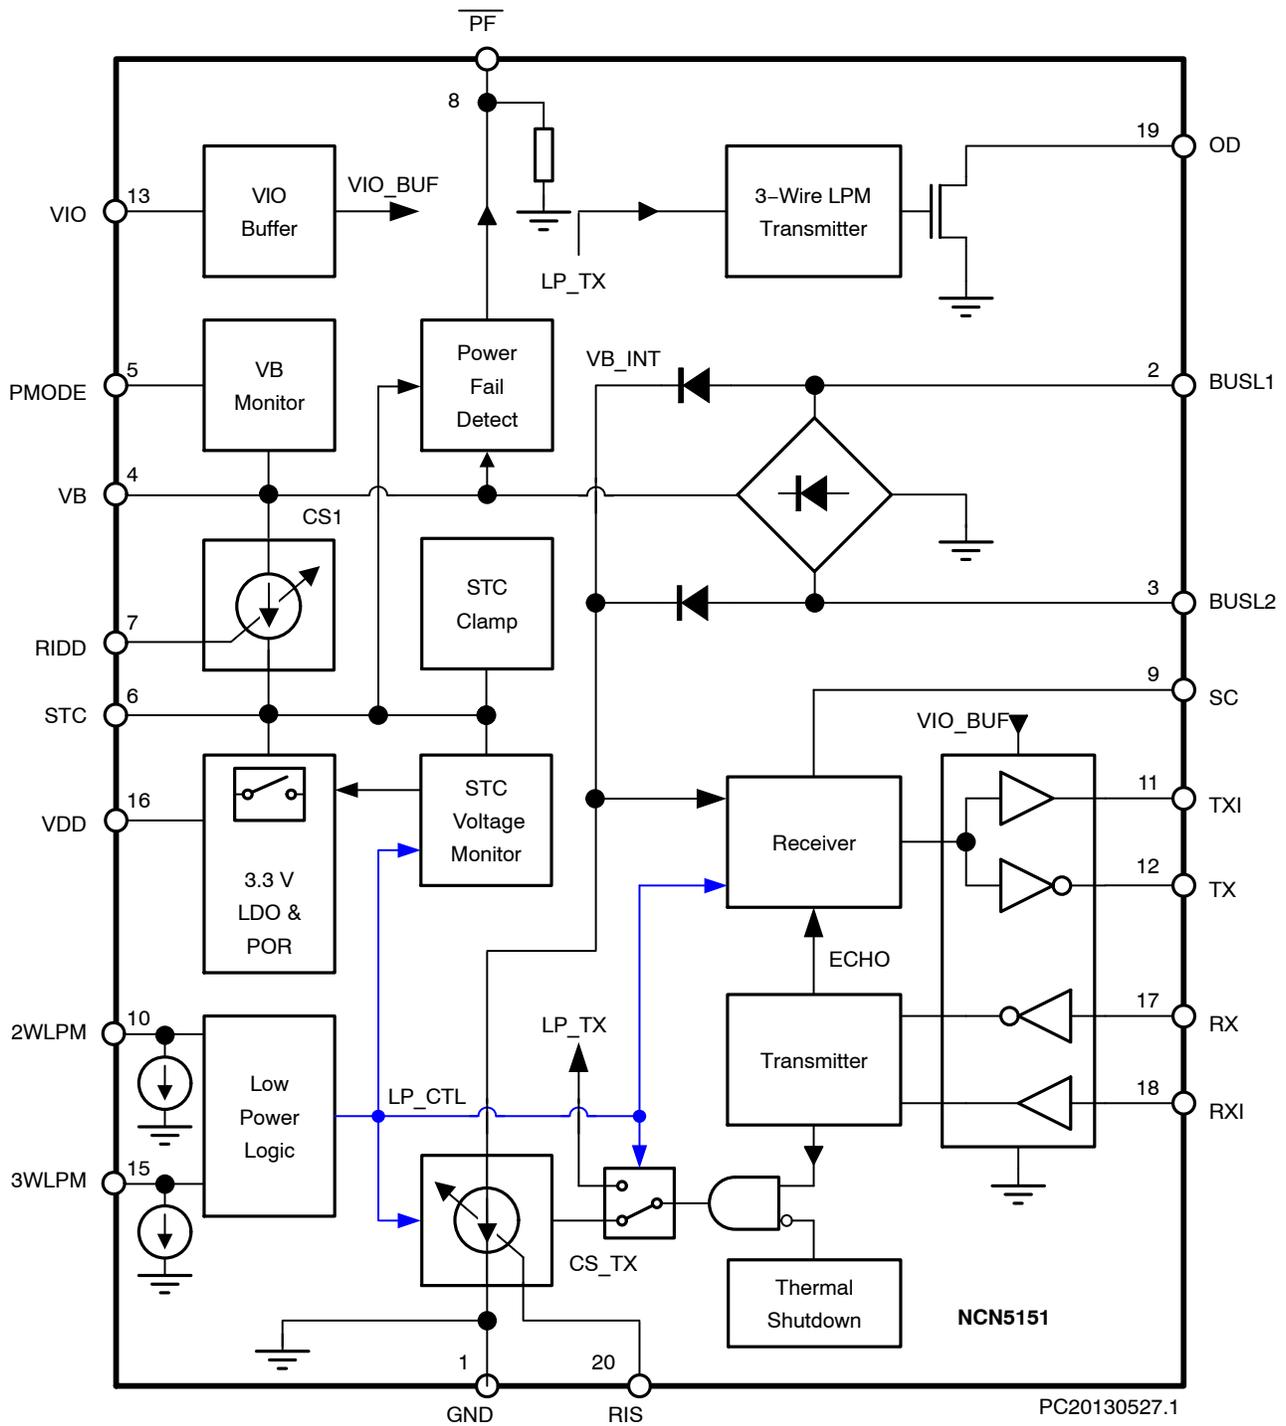 PF
8
19
OD
VIO
13
VIO
Buffer
VIO_BUF
3−Wire LPM
Transmitter
LP_TX
PMODE
5
VB
Monitor
Power
Fail
Detect
VB_INT
2
BUSL1
VB
4
CS1
RIDD
7
STC
Clamp
3
BUSL2
STC
6
9
SC
VIO_BUF
VDD
16
3.3 V
LDO &
POR
STC
Voltage
Monitor
Receiver
11
TXI
12
TX
ECHO
2WLPM
10
Low
Power
Logic
LP_TX
Transmitter
17
RX
LP_CTL
18
RXI
3WLPM
15
CS_TX
Thermal
Shutdown
NCN5151
1
20
GND
RIS
PC20130527.1